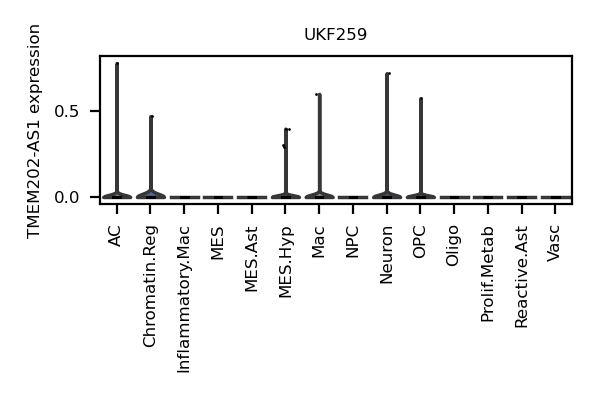 UKF259
TMEM202-AS1 expression
0.5
0.0
AC
Chromatin.Reg
Inflammatory.Mac
MES
MES.Ast
MES.Hyp
Mac
NPC
Neuron
OPC
Oligo
Prolif.Metab
Reactive.Ast
Vasc